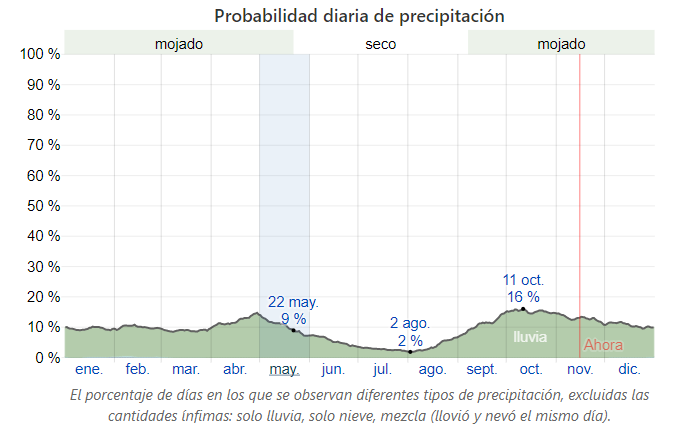 Probabilidad diaria de precipitación
mojado seco mojado
100 %
90 %
80 %
70 %
60 %
50 %
40 %
30 %
20 %
10 %
0 %
22 may.
9 %
2 ago.
2 %
11 oct.
16 %
lluvia
Ahora
ene. feb. mar. abr. may. jun. jul. ago. sept. oct. nov. dic.
El porcentaje de días en los que se observan diferentes tipos de precipitación, excluidas las
cantidades ínfimas: solo lluvia, solo nieve, mezcla (llovió y nevó el mismo día).